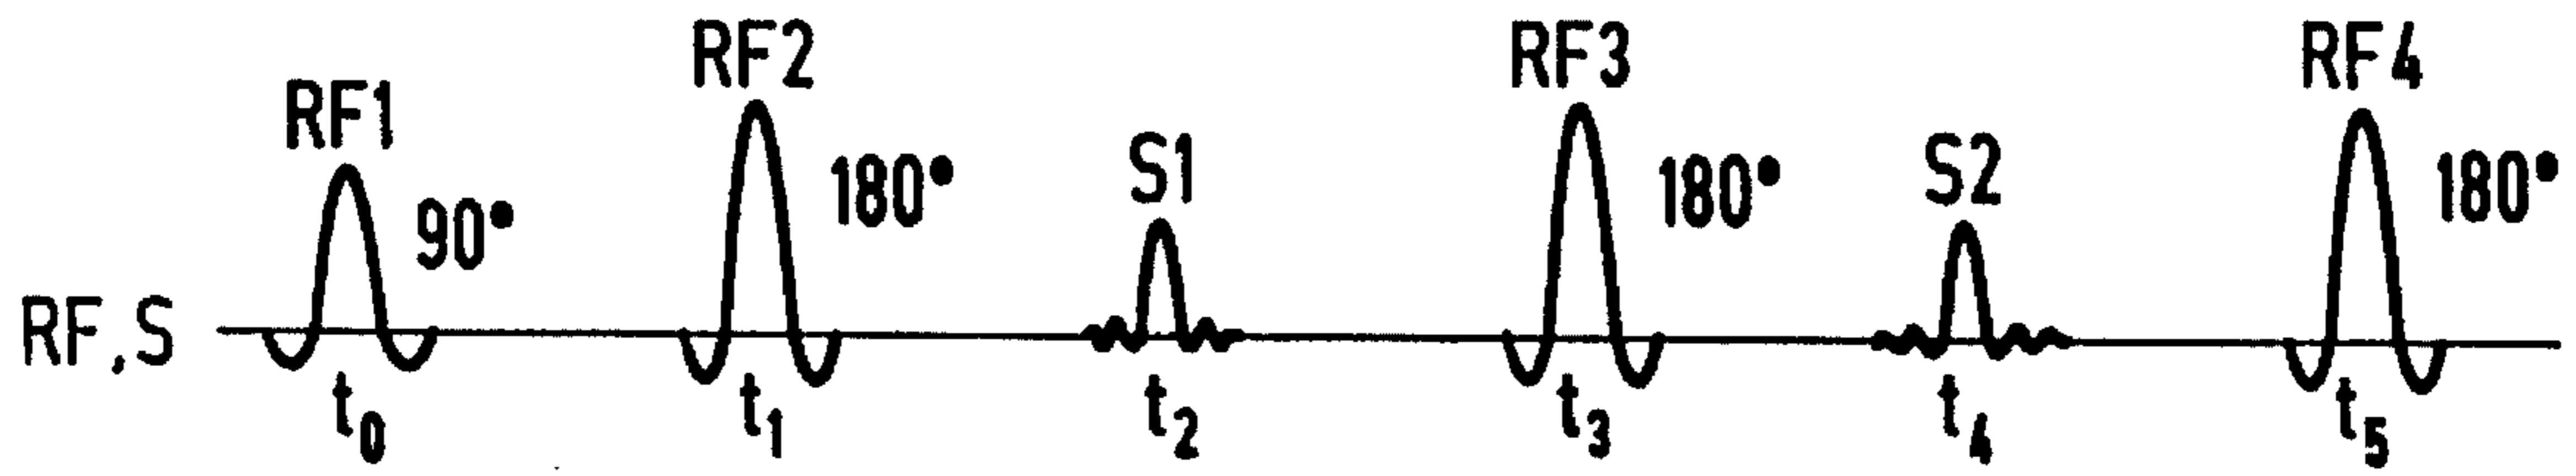 RF2 RF3 RF4
RF1 S1 S2
90° 180° 180° 180°
RF,S
t0 t1 t2 t3 t4 t5